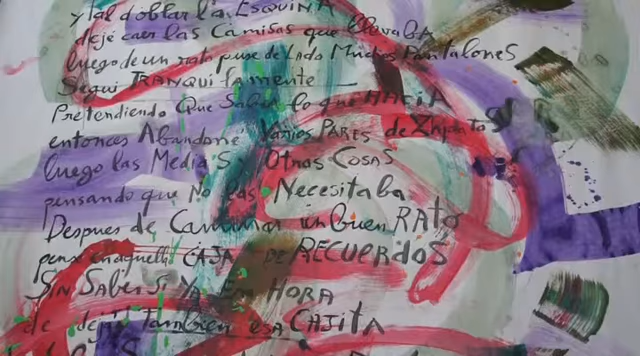 y tal doblar la ESQUINA
dejé caer las Camisas que llevaba
luego de un rato puse de Lado Muchos Pantalones
Seguí TRANQUILamente
Pretendiendo Que Sabía lo que HACIA
entonces Abandoné Varios PARES de Zapatos
luego las Media'S Otras COSAS
pensando que No las Necesitaba
Despues de Caminar un buen RATO
pensé en aquella CAJA DE RECUERDOS
SIN SABER SI YA ERA HORA
de dejar también esa CAJITA